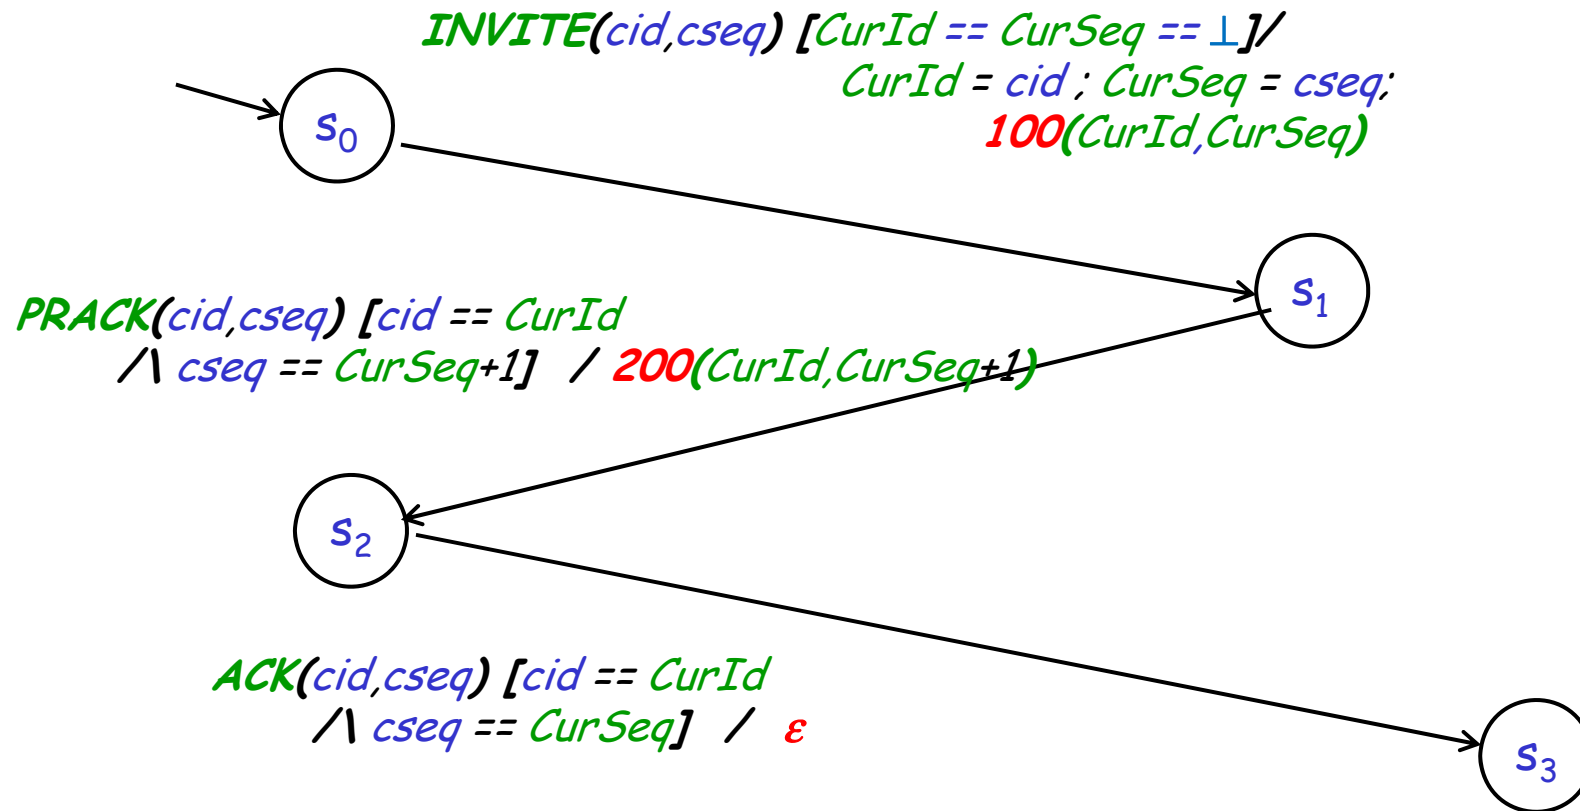 INVITE(cid,cseq) [CurId == CurSeq == ⊥]/
CurId = cid ; CurSeq = cseq;
100(CurId,CurSeq)
s₀
s₁
PRACK(cid,cseq) [cid == CurId
/\ cseq == CurSeq+1] / 200(CurId,CurSeq+1)
s₂
ACK(cid,cseq) [cid == CurId
/\ cseq == CurSeq] / ε
s₃